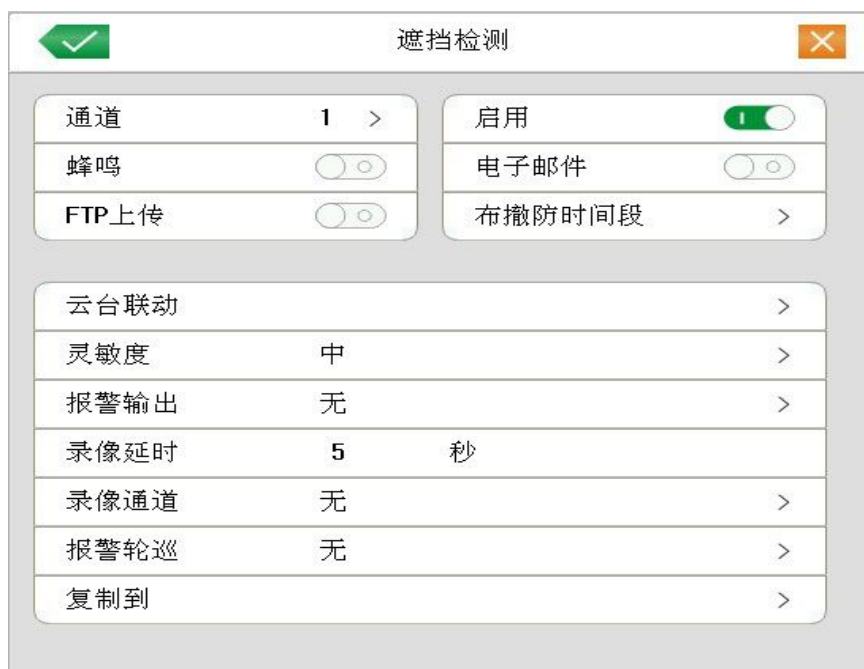 遮挡检测
通道 1 >
启用
蜂鸣
电子邮件
FTP上传
布撤防时间段 >
云台联动 >
灵敏度 中 >
报警输出 无 >
录像延时 5 秒
录像通道 无 >
报警轮巡 无 >
复制到 >